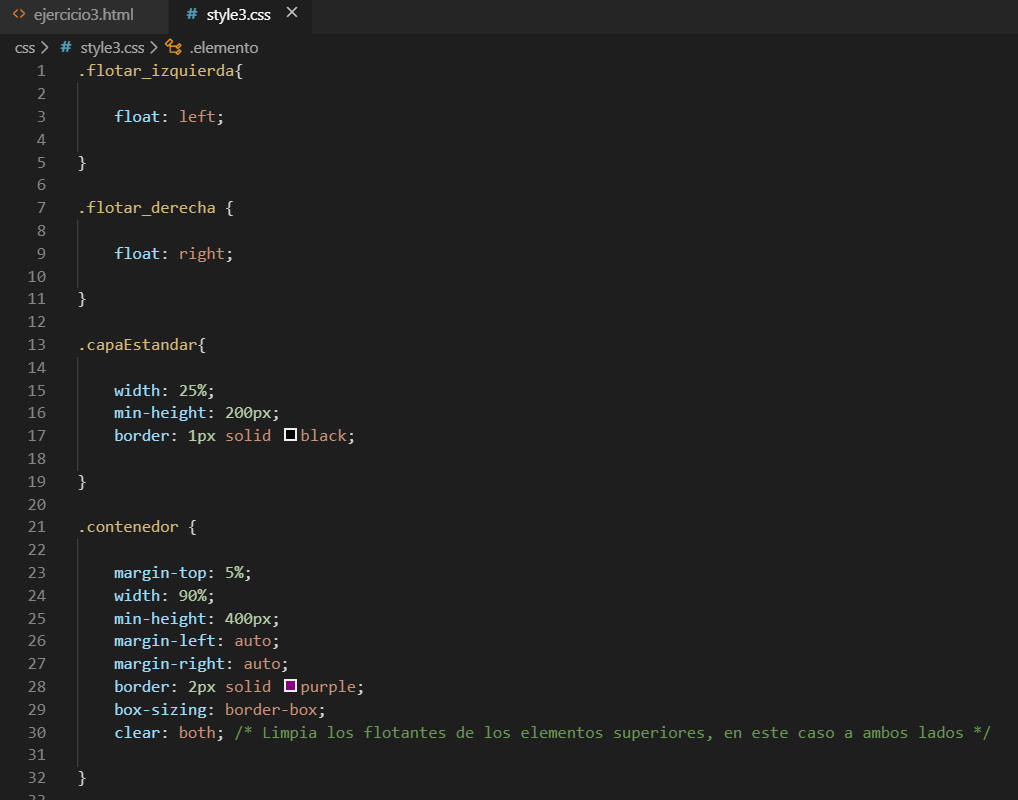 <> ejercicio3.html # style3.css ×
css > # style3.css > .elemento
1 .flotar_izquierda{
2
3 float: left;
4
5 }
6
7 .flotar_derecha {
8
9 float: right;
10
11 }
12
13 .capaEstandar{
14
15 width: 25%;
16 min-height: 200px;
17 border: 1px solid black;
18
19 }
20
21 .contenedor {
22
23 margin-top: 5%;
24 width: 90%;
25 min-height: 400px;
26 margin-left: auto;
27 margin-right: auto;
28 border: 2px solid purple;
29 box-sizing: border-box;
30 clear: both; /* Limpia los flotantes de los elementos superiores, en este caso a ambos lados */
31
32 }
33